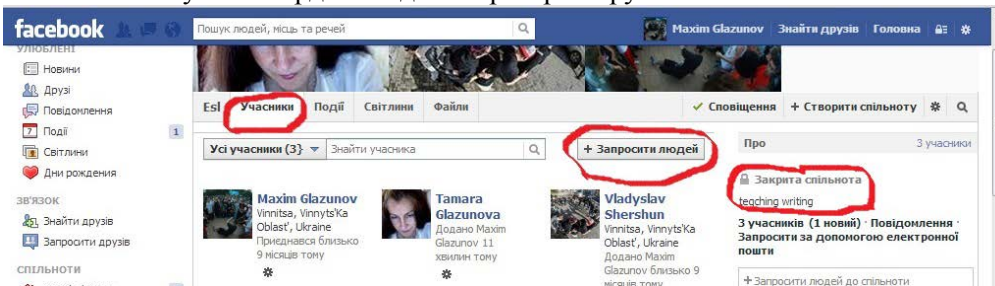 facebook
Пошук людей, місць та речей
Maxim Glazunov Знайти друзів Головна
УЛЮБЛЕНІ
Новини
Друзі
Повідомлення
Події 1
Світлини
Дни рождения
ЗВ'ЯЗОК
Знайти друзів
Запросити друзів
СПІЛЬНОТИ
Esl Учасники Події Світлини Файли
✓ Сповіщення + Створити спільноту
Усі учасники (3) Знайти учасника
+ Запросити людей
Maxim Glazunov
Vinnitsa, Vinnyts'Ka
Oblast', Ukraine
Приєднався близько
9 місяців тому
Tamara
Glazunova
Додано Maxim
Glazunov 11
хвилин тому
Vladyslav
Shershun
Vinnitsa, Vinnyts'Ka
Oblast', Ukraine
Додано Maxim
Glazunov близько 9
місяців тому
Про 3 учасники
Закрита спільнота
teaching writing
3 учасників (1 новий) · Повідомлення ·
Запросити за допомогою електронної
пошти
+ Запросити людей до спільноти